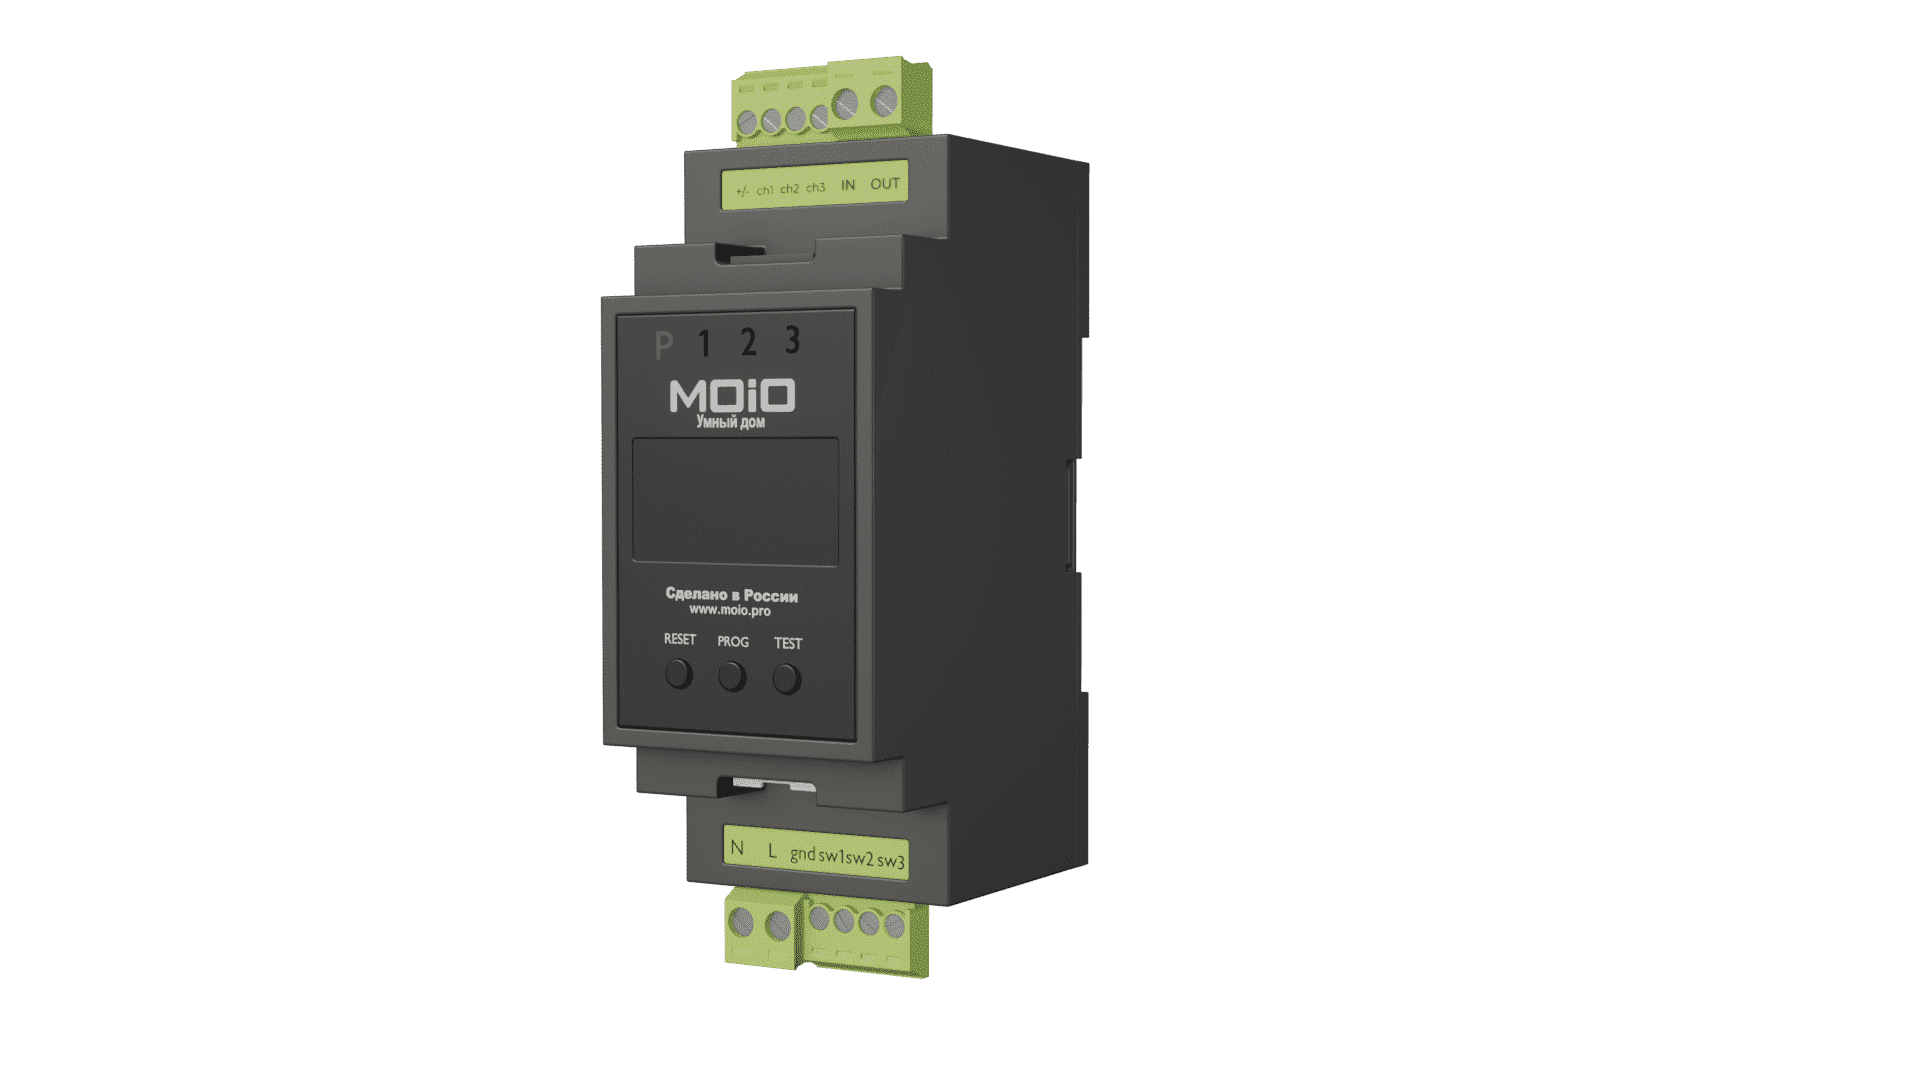 +/- ch1 ch2 ch3 IN OUT
P 1 2 3
MOiO
Умный дом
Сделано в России
www.moio.pro
RESET PROG TEST
N L gnd sw1 sw2 sw3